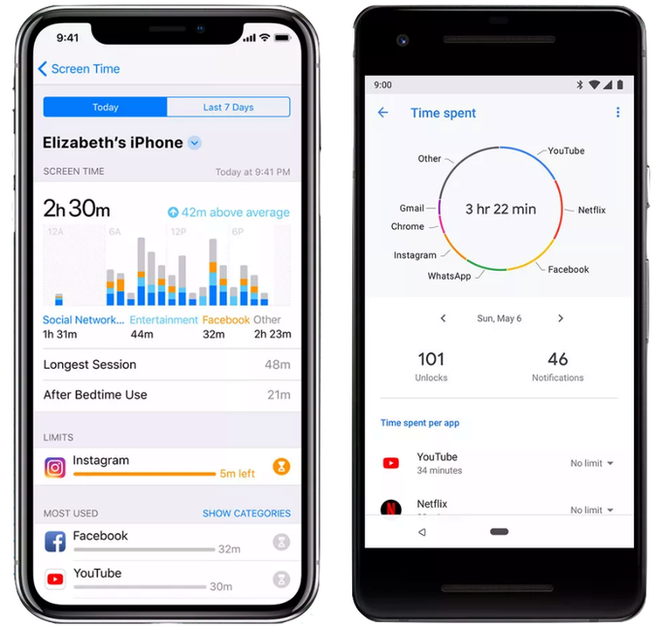 9:41
Screen Time
Today
Last 7 Days
Elizabeth's iPhone
SCREEN TIME
Today at 9:41 PM
2h 30m
42m above average
12A
6A
12P
6P
Social Network...
Entertainment
Facebook
Other
1h 31m
44m
32m
2h 23m
Longest Session
48m
After Bedtime Use
21m
LIMITS
Instagram
5m left
MOST USED
SHOW CATEGORIES
Facebook
32m
YouTube
30m
9:00
Time spent
YouTube
Other
Netflix
Gmail
3 hr 22 min
Chrome
Instagram
Facebook
WhatsApp
Sun, May 6
101
46
Unlocks
Notifications
Time spent per app
YouTube
34 minutes
No limit
Netflix
No limit